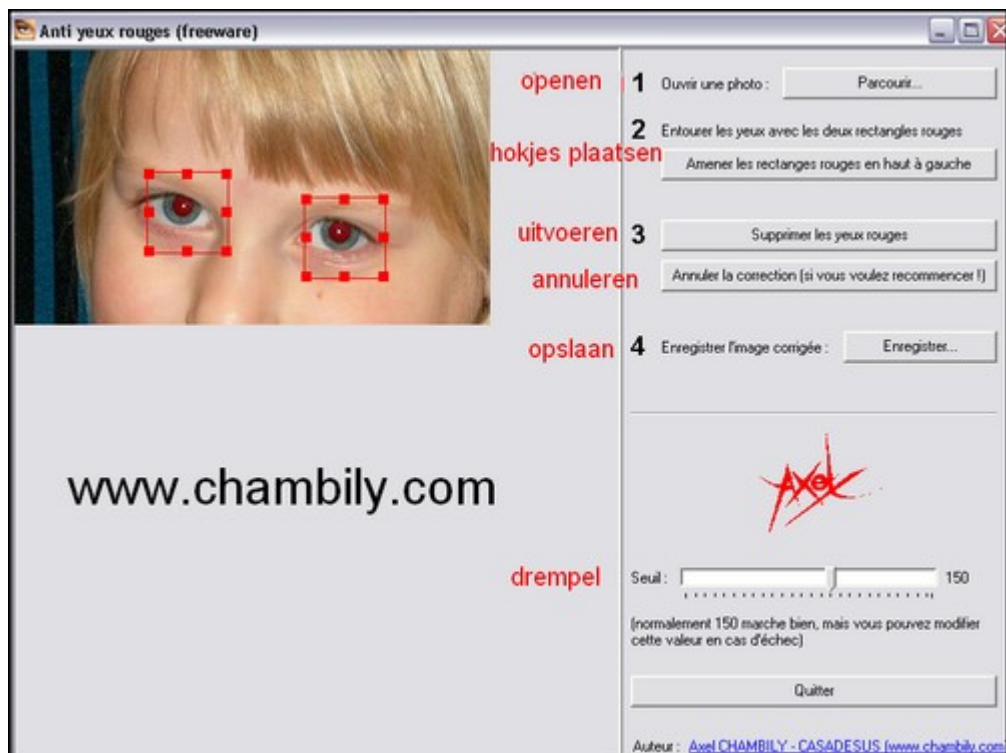 Anti yeux rouges (freeware)
openen
1 Ouvrir une photo : Parcourir...
2 Entourer les yeux avec les deux rectangles rouges
hokjes plaatsen
Amener les rectanges rouges en haut à gauche
uitvoeren
3 Supprimer les yeux rouges
annuleren
Annuler la correction (si vous voulez recommencer !)
opslaan
4 Enregistrer l'image corrigée : Enregistrer...
www.chambily.com
Axel
drempel
Seuil : 150
(normalement 150 marche bien, mais vous pouvez modifier
cette valeur en cas d'échec)
Quitter
Auteur : Axel CHAMBILY - CASADESUS (www.chambily.com